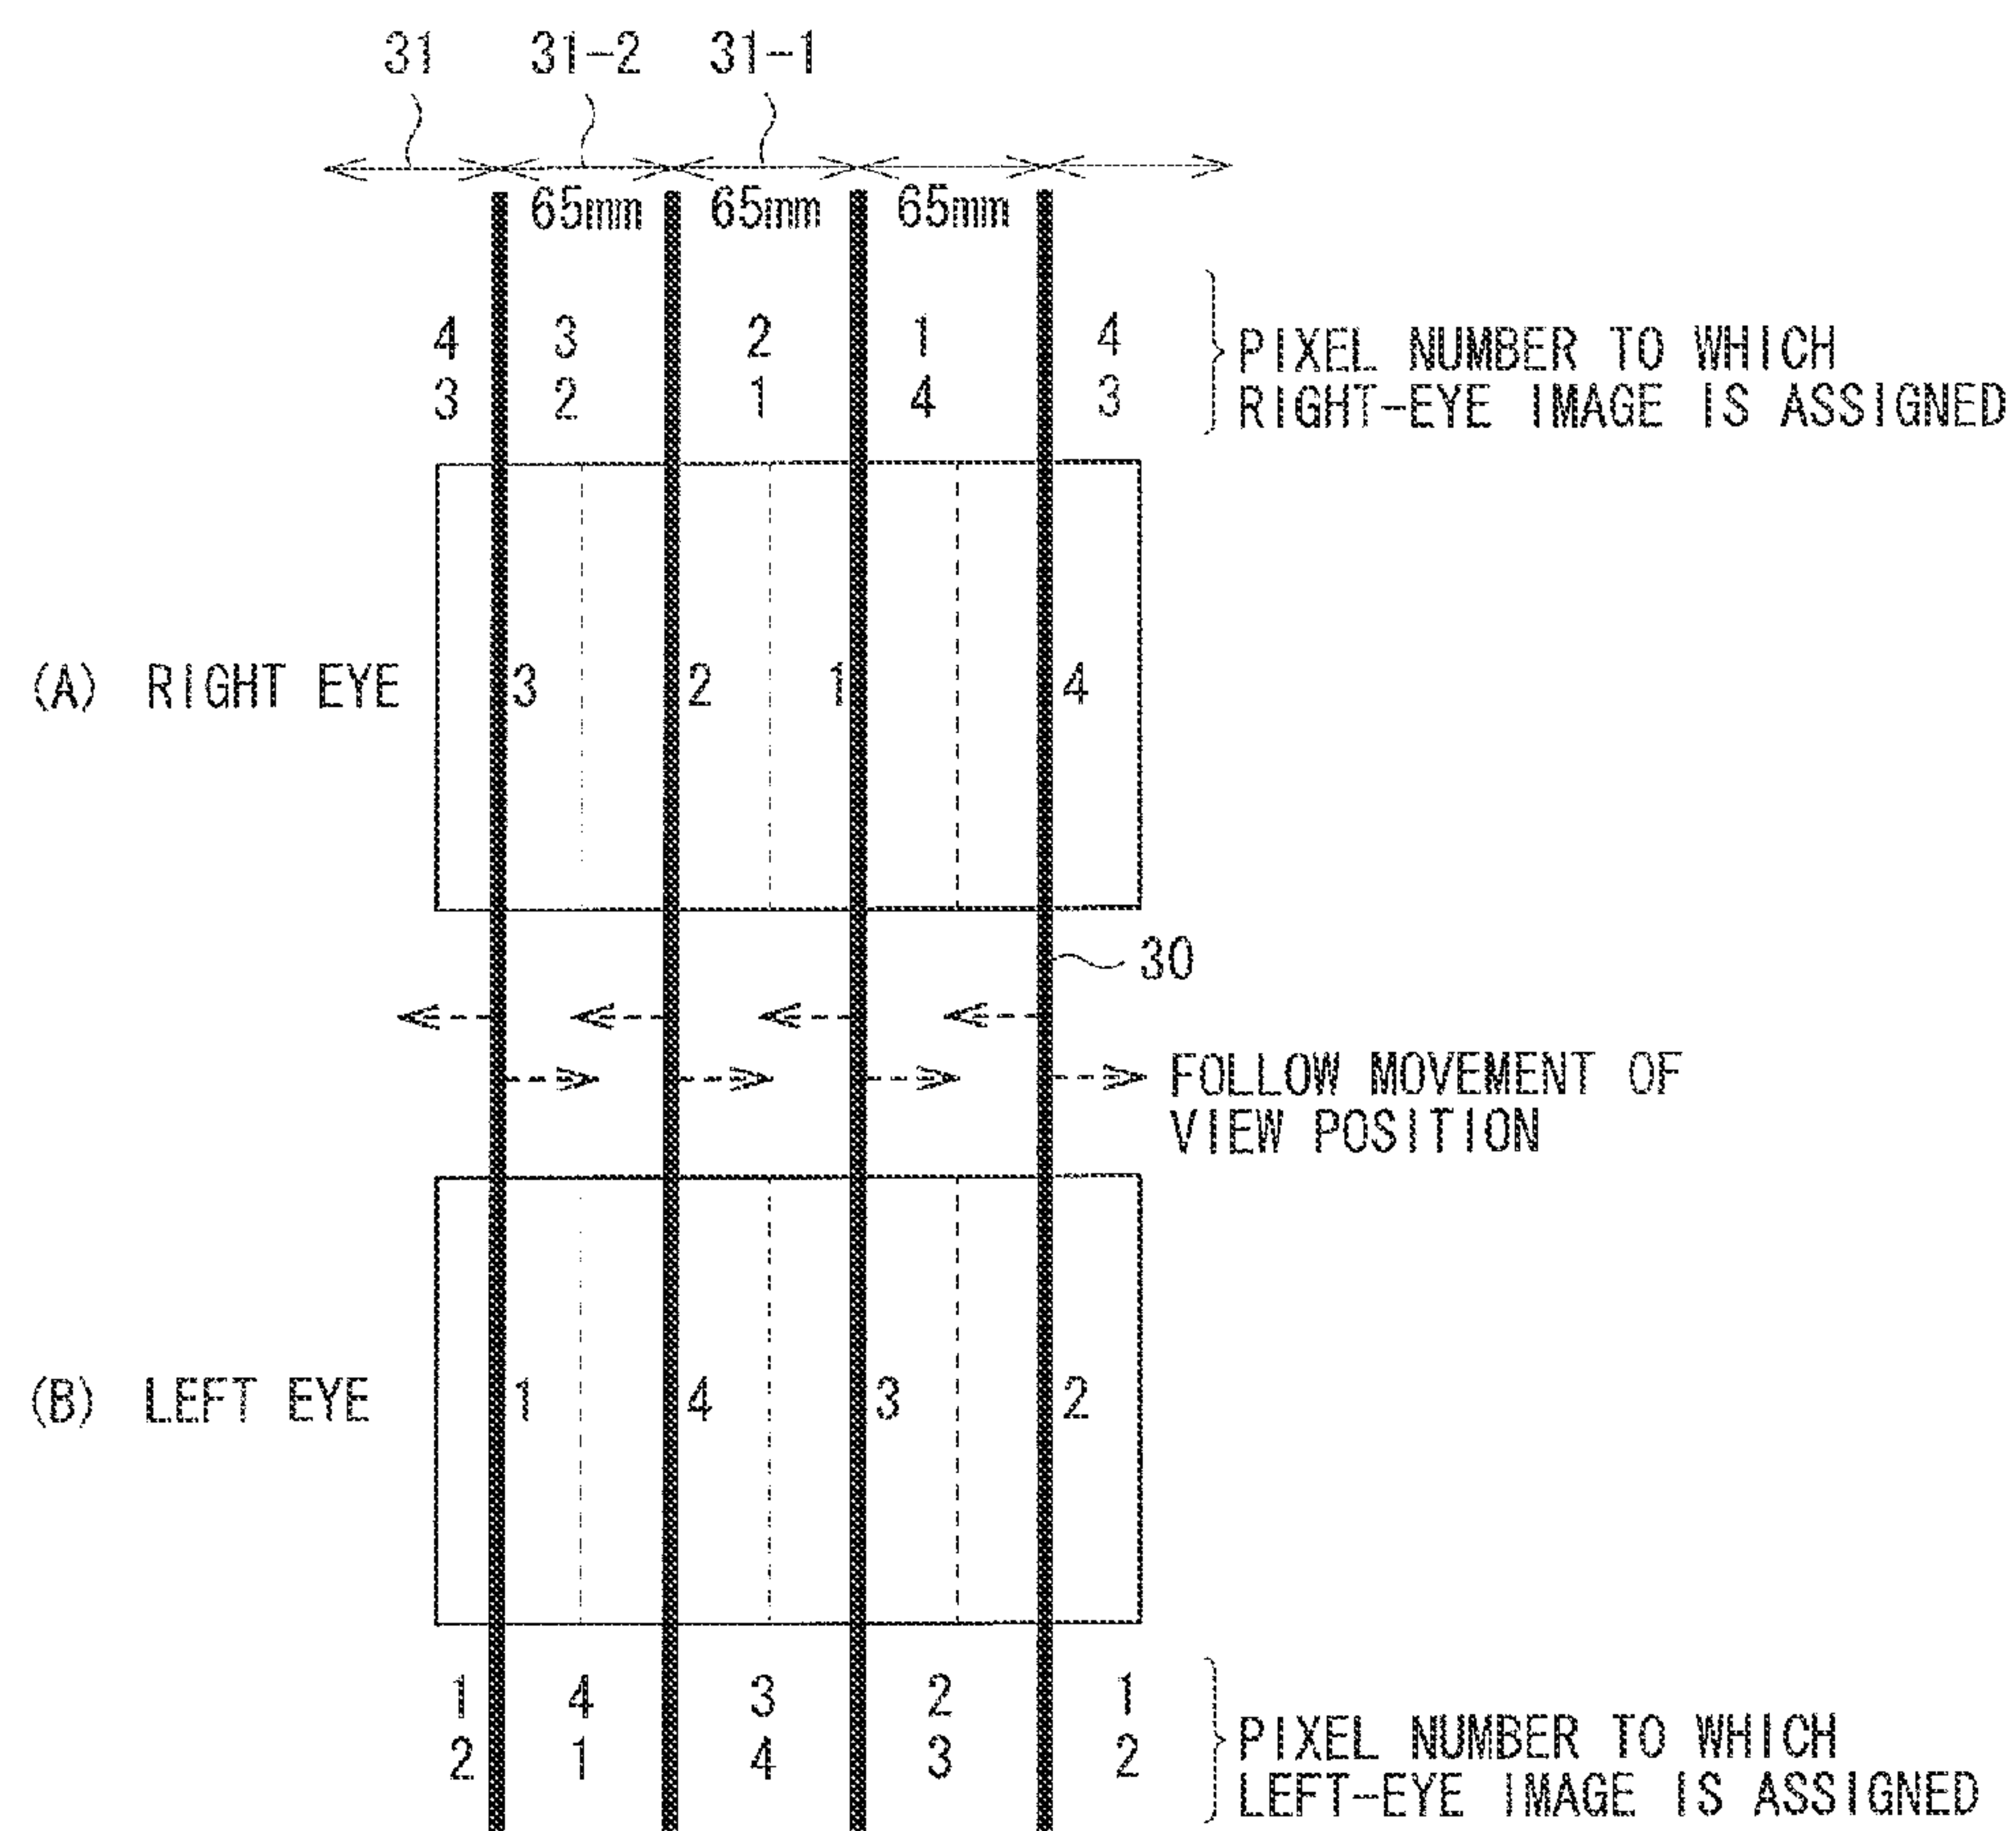 31 31-2 31-1
65mm 65mm 65mm
4 3 2 1 4
3 2 1 4 3
PIXEL NUMBER TO WHICH
RIGHT-EYE IMAGE IS ASSIGNED
(A) RIGHT EYE 3 2 1 4
30
FOLLOW MOVEMENT OF
VIEW POSITION
(B) LEFT EYE 1 4 3 2
1 4 3 2 1
2 1 4 3 2
PIXEL NUMBER TO WHICH
LEFT-EYE IMAGE IS ASSIGNED